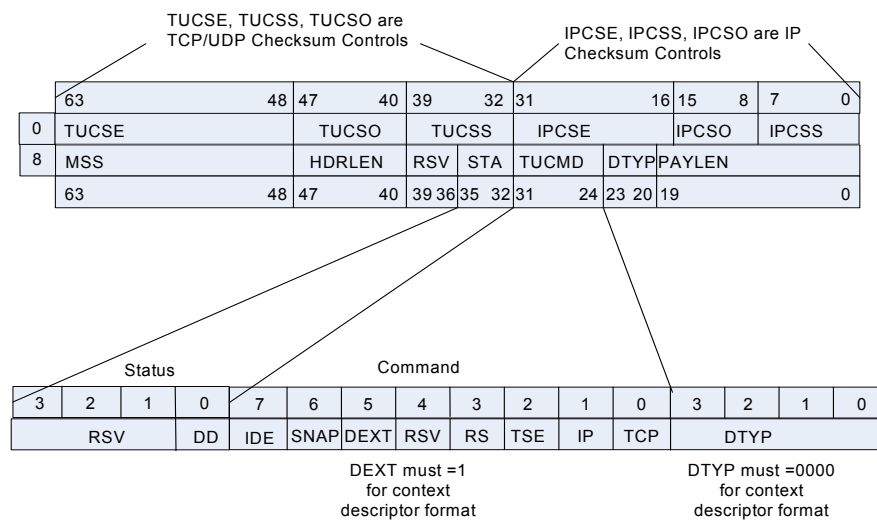 TUCSE, TUCSS, TUCSO are
TCP/UDP Checksum Controls
IPCSE, IPCSS, IPCSO are IP
Checksum Controls
63 48 47 40 39 32 31 16 15 8 7 0
0 TUCSE TUCSO TUCSS IPCSE IPCSO IPCSS
8 MSS HDRLEN RSV STA TUCMD DTYP PAYLEN
63 48 47 40 39 36 35 32 31 24 23 20 19 0
Status Command
3 2 1 0 7 6 5 4 3 2 1 0 3 2 1 0
RSV DD IDE SNAP DEXT RSV RS TSE IP TCP DTYP
DEXT must =1
for context
descriptor format
DTYP must =0000
for context
descriptor format